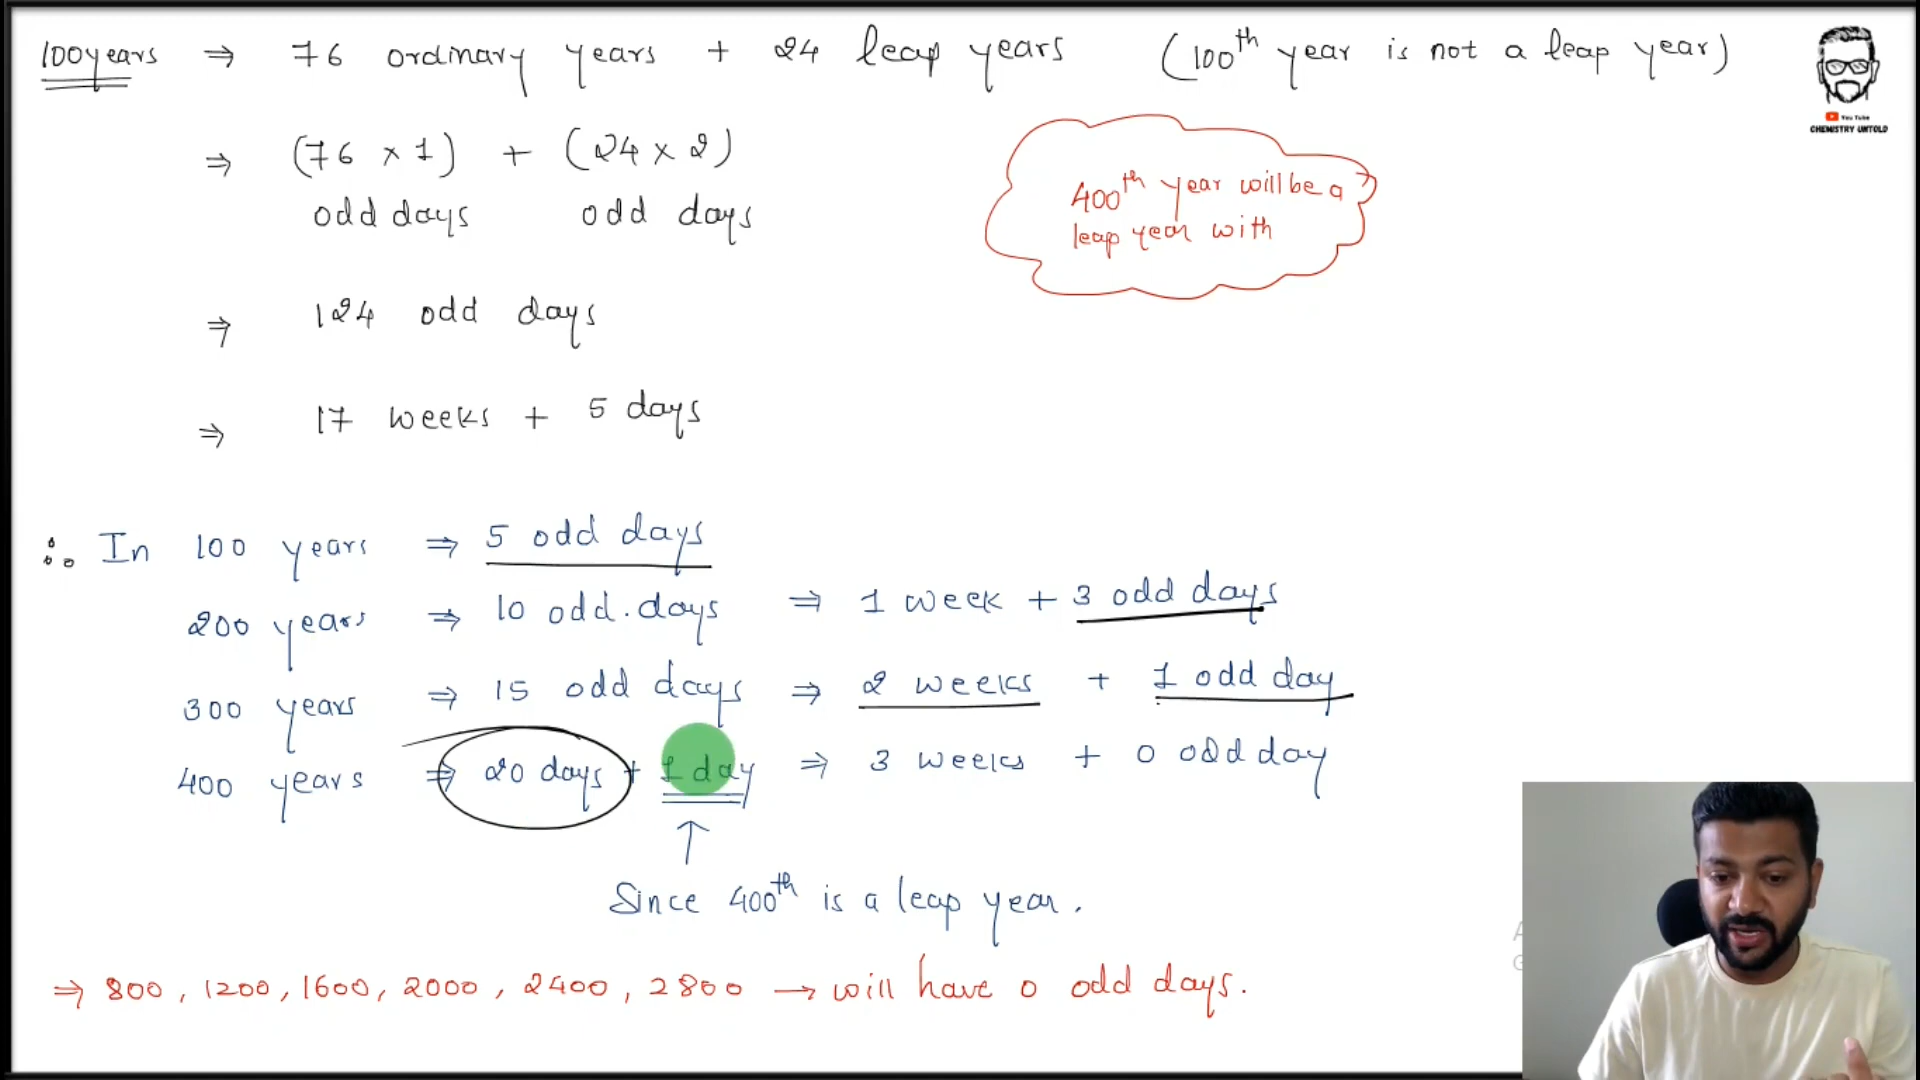 100years ⇒ 76 ordinary years + 24 leap years (100th year is not a leap year)
You Tube
CHEMISTRY UNTOLD
⇒ (76 × 1) + (24 × 2)
odd days odd days
400th year will be a
leap year with
⇒ 124 odd days
⇒ 17 weeks + 5 days
∴ In 100 years ⇒ 5 odd days
200 years ⇒ 10 odd.days ⇒ 1 week + 3 odd days
300 years ⇒ 15 odd days ⇒ 2 weeks + 1 odd day
400 years ⇒ 20 days + 1 day ⇒ 3 weeks + 0 odd day
↑
Since 400th is a leap year.
⇒ 800, 1200, 1600, 2000, 2400, 2800 → will have 0 odd days.